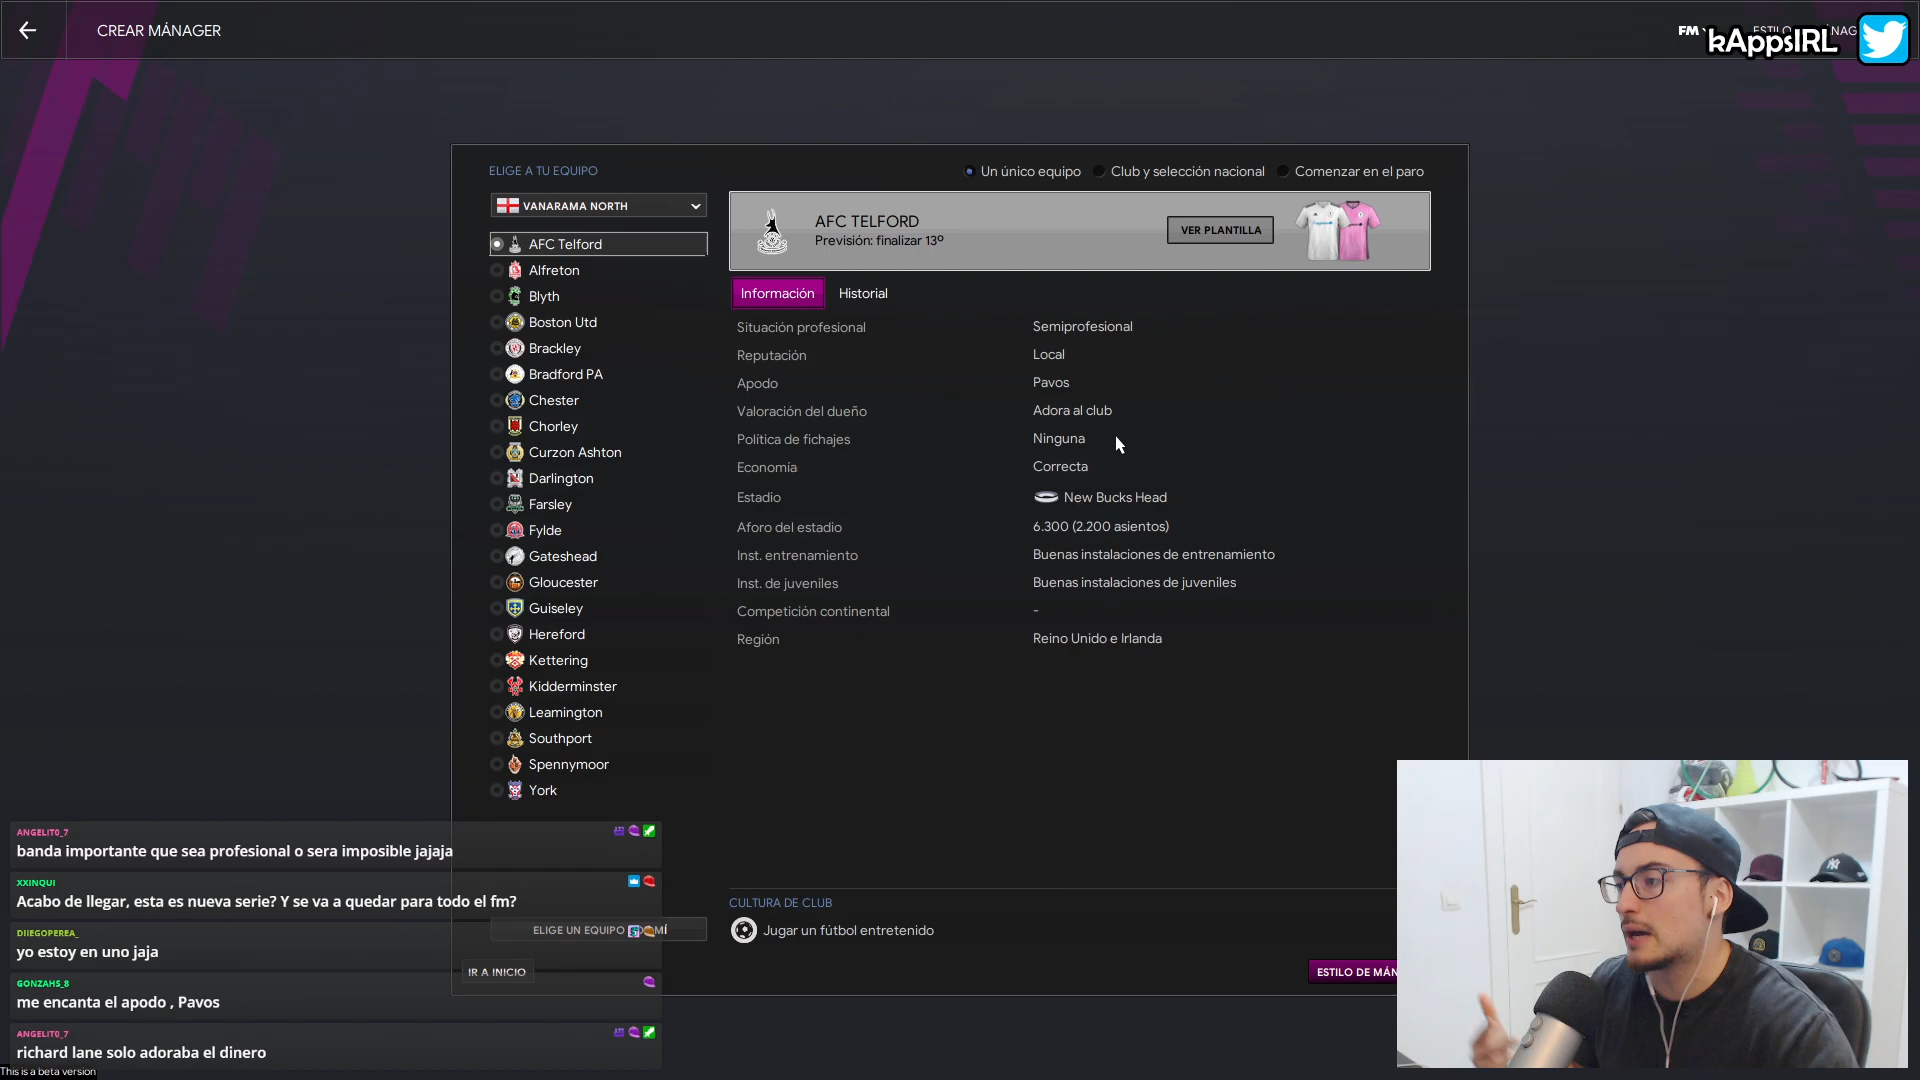 CREAR MÁNAGER
FM
kAppsIRL
ELIGE A TU EQUIPO
Un único equipo
Club y selección nacional
Comenzar en el paro
VANARAMA NORTH
AFC TELFORD
Previsión: finalizar 13º
VER PLANTILLA
AFC Telford
Alfreton
Blyth
Boston Utd
Brackley
Bradford PA
Chester
Chorley
Curzon Ashton
Darlington
Farsley
Fylde
Gateshead
Gloucester
Guiseley
Hereford
Kettering
Kidderminster
Leamington
Southport
Spennymoor
York
Información
Historial
Situación profesional Semiprofesional
Reputación Local
Apodo Pavos
Valoración del dueño Adora al club
Política de fichajes Ninguna
Economía Correcta
Estadio New Bucks Head
Aforo del estadio 6.300 (2.200 asientos)
Inst. entrenamiento Buenas instalaciones de entrenamiento
Inst. de juveniles Buenas instalaciones de juveniles
Competición continental -
Región Reino Unido e Irlanda
CULTURA DE CLUB
Jugar un fútbol entretenido
ESTILO DE MÁN
ANGELIT0_7
banda importante que sea profesional o sera imposible jajaja
XXINQUI
Acabo de llegar, esta es nueva serie? Y se va a quedar para todo el fm?
ELIGE UN EQUIPO
MÍ
DIIEGOPEREA_
yo estoy en uno jaja
IR A INICIO
GONZAHS_8
me encanta el apodo , Pavos
ANGELIT0_7
richard lane solo adoraba el dinero
This is a beta version